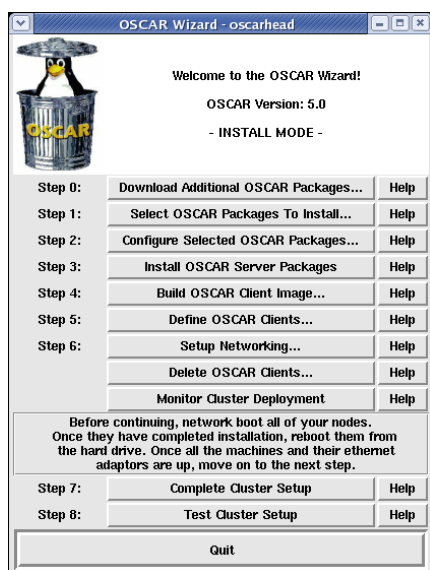 OSCAR Wizard - oscarhead
OSCAR
Welcome to the OSCAR Wizard!
OSCAR Version: 5.0
- INSTALL MODE -
Step 0: Download Additional OSCAR Packages... Help
Step 1: Select OSCAR Packages To Install... Help
Step 2: Configure Selected OSCAR Packages... Help
Step 3: Install OSCAR Server Packages Help
Step 4: Build OSCAR Client Image... Help
Step 5: Define OSCAR Clients... Help
Step 6: Setup Networking... Help
Delete OSCAR Clients... Help
Monitor Cluster Deployment Help
Before continuing, network boot all of your nodes.
Once they have completed installation, reboot them from
the hard drive. Once all the machines and their ethernet
adaptors are up, move on to the next step.
Step 7: Complete Cluster Setup Help
Step 8: Test Cluster Setup Help
Quit